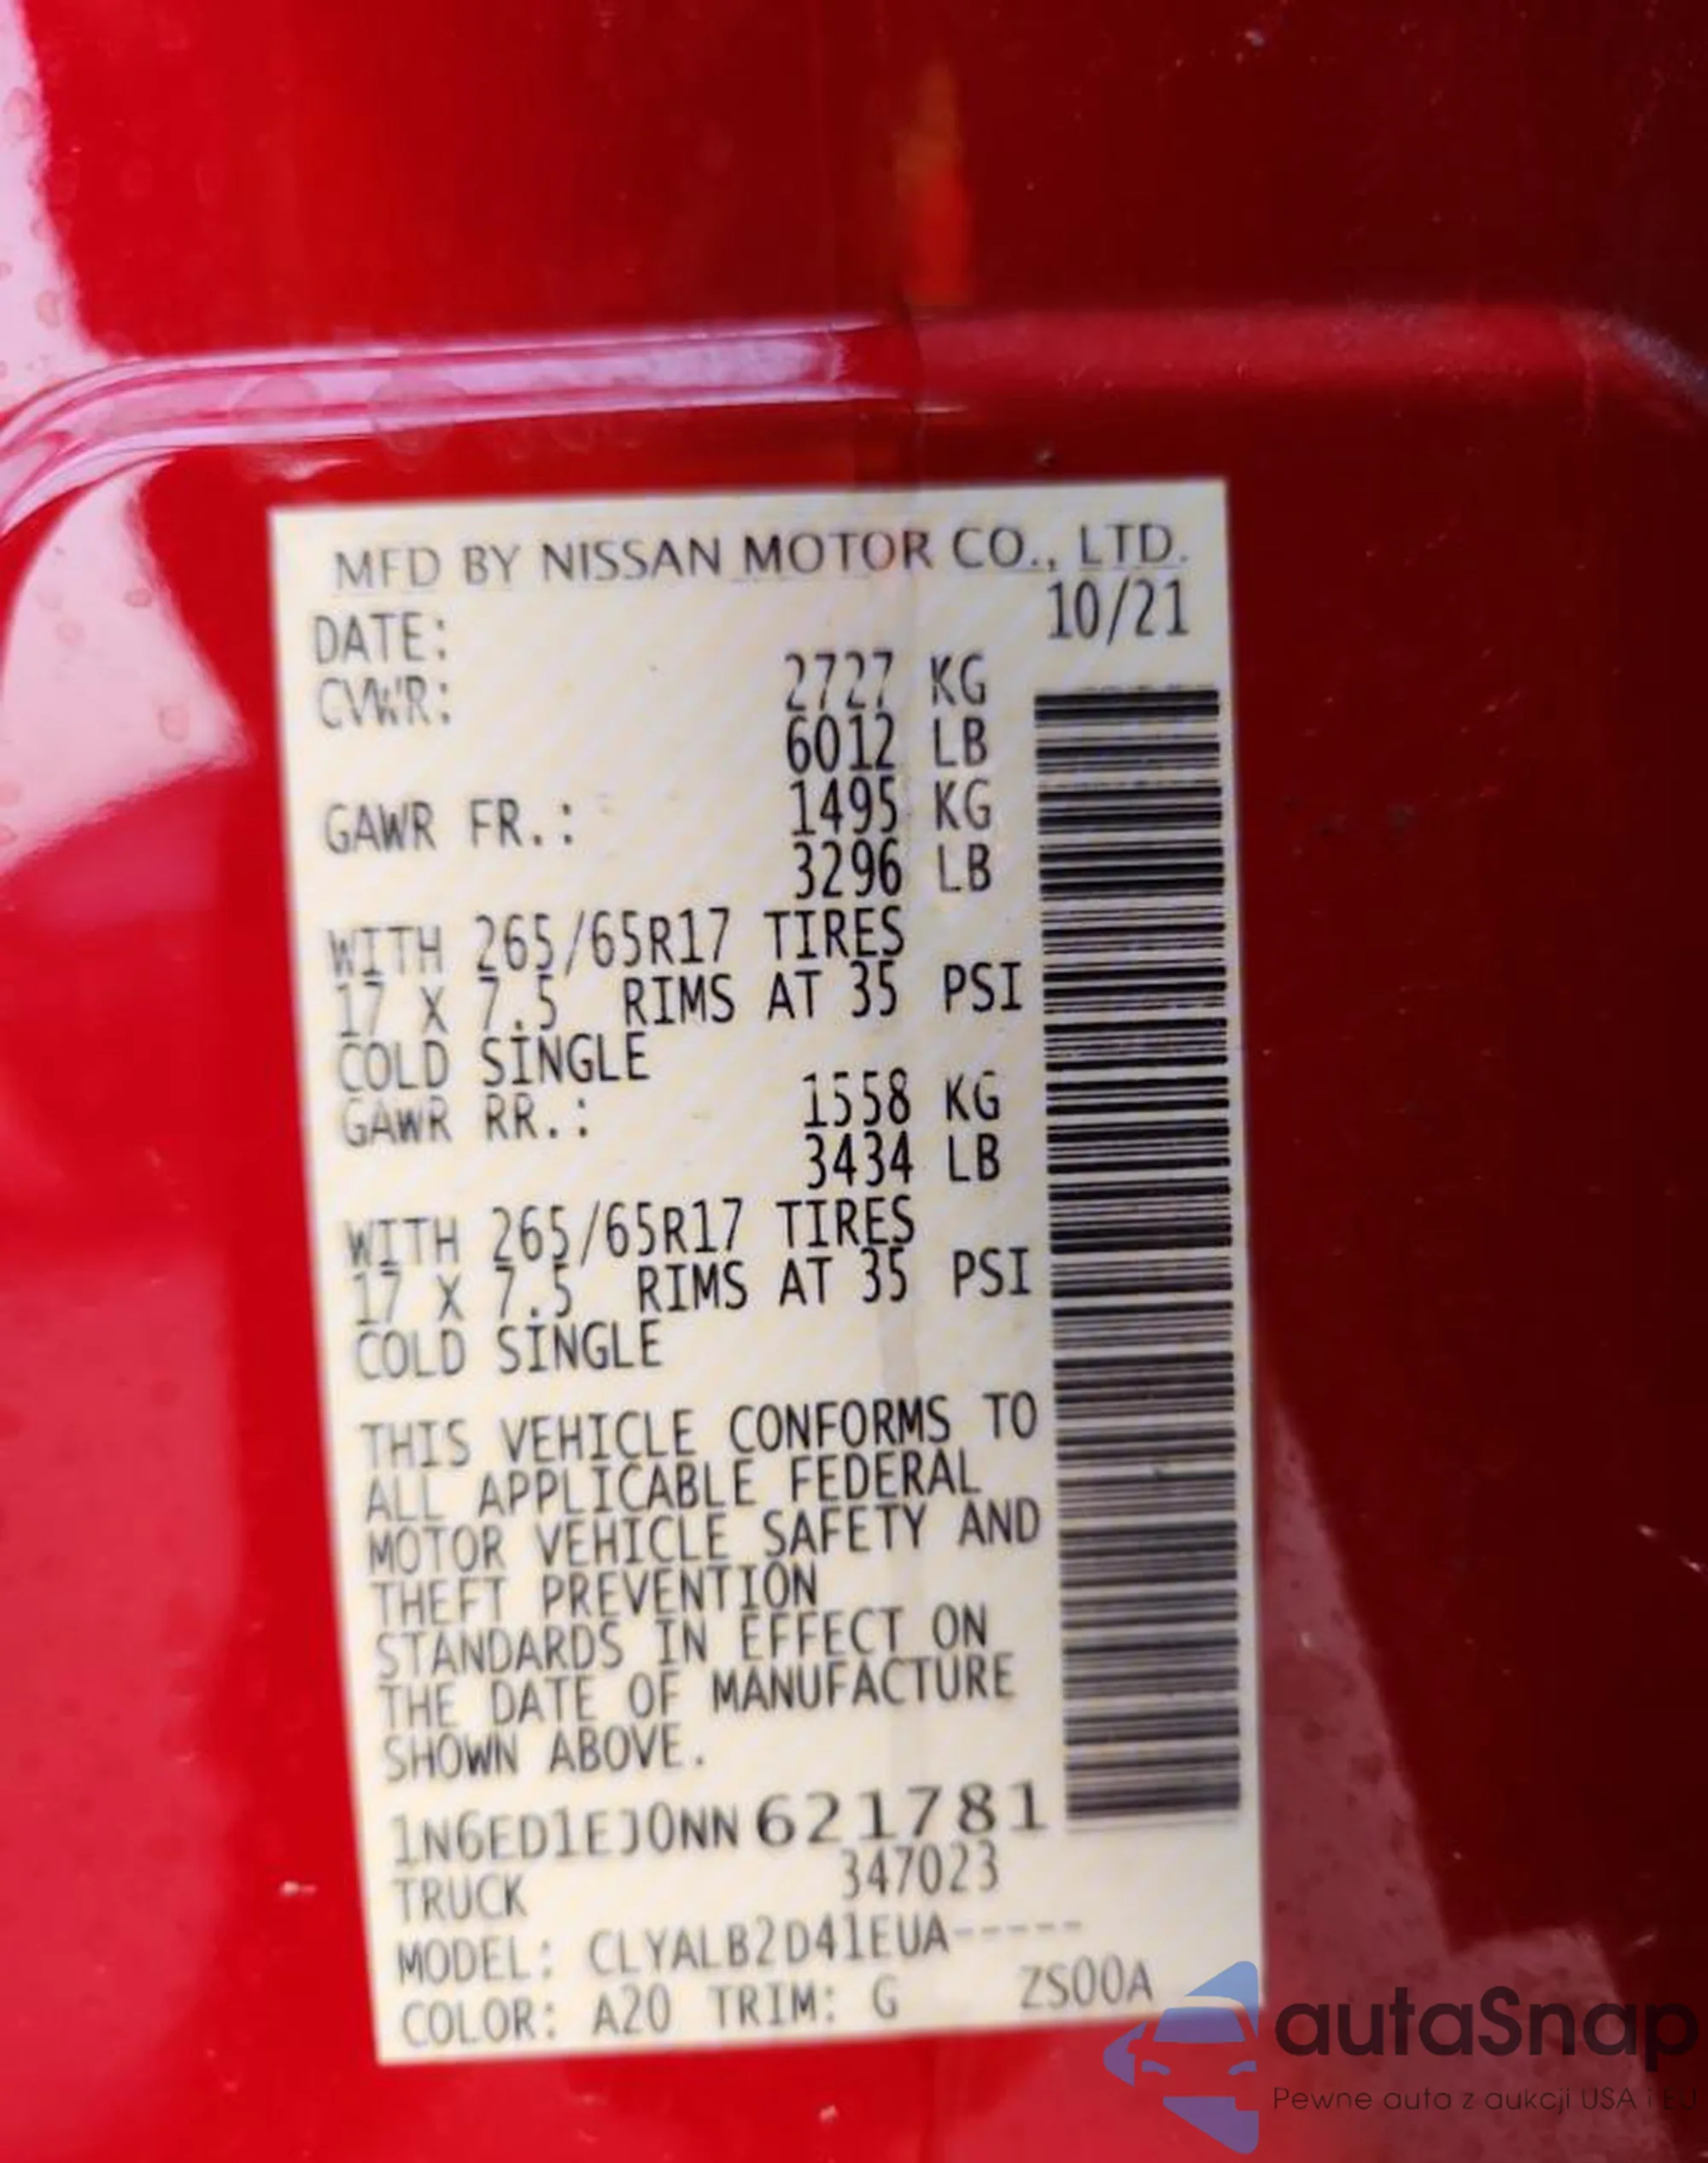 MFD BY NISSAN MOTOR CO., LTD.
DATE: 10/21
GVWR: 2727 KG
6012 LB
GAWR FR.: 1495 KG
3296 LB
WITH 265/65R17 TIRES
17 X 7.5 RIMS AT 35 PSI
COLD SINGLE
GAWR RR.: 1558 KG
3434 LB
WITH 265/65R17 TIRES
17 X 7.5 RIMS AT 35 PSI
COLD SINGLE
THIS VEHICLE CONFORMS TO
ALL APPLICABLE FEDERAL
MOTOR VEHICLE SAFETY AND
THEFT PREVENTION
STANDARDS IN EFFECT ON
THE DATE OF MANUFACTURE
SHOWN ABOVE.
1N6ED1EJ0NN621781
TRUCK 347023
MODEL: CLYALB2D41EUA-----
COLOR: A20 TRIM: G ZS00A
autaSnap
Pewne auta z aukcji USA i EU